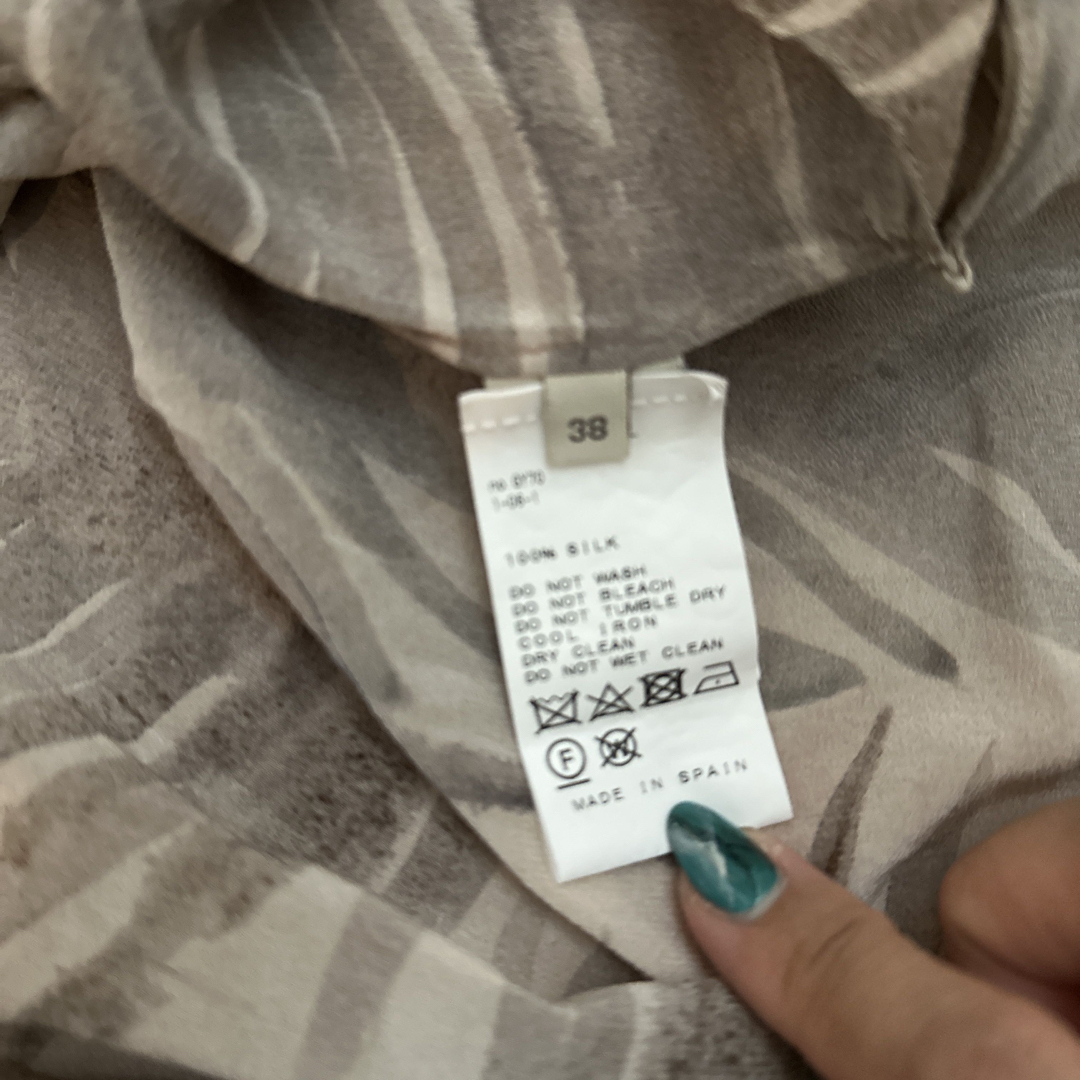 38
100% SILK
DO NOT WASH
DO NOT BLEACH
DO NOT TUMBLE DRY
COOL IRON
DRY CLEAN
DO NOT WET CLEAN
F
W
MADE IN SPAIN